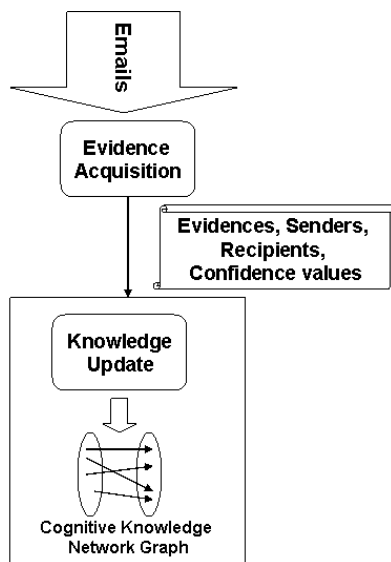 Emails
Evidence
Acquisition
Evidences, Senders,
Recipients,
Confidence values
Knowledge
Update
Cognitive Knowledge
Network Graph